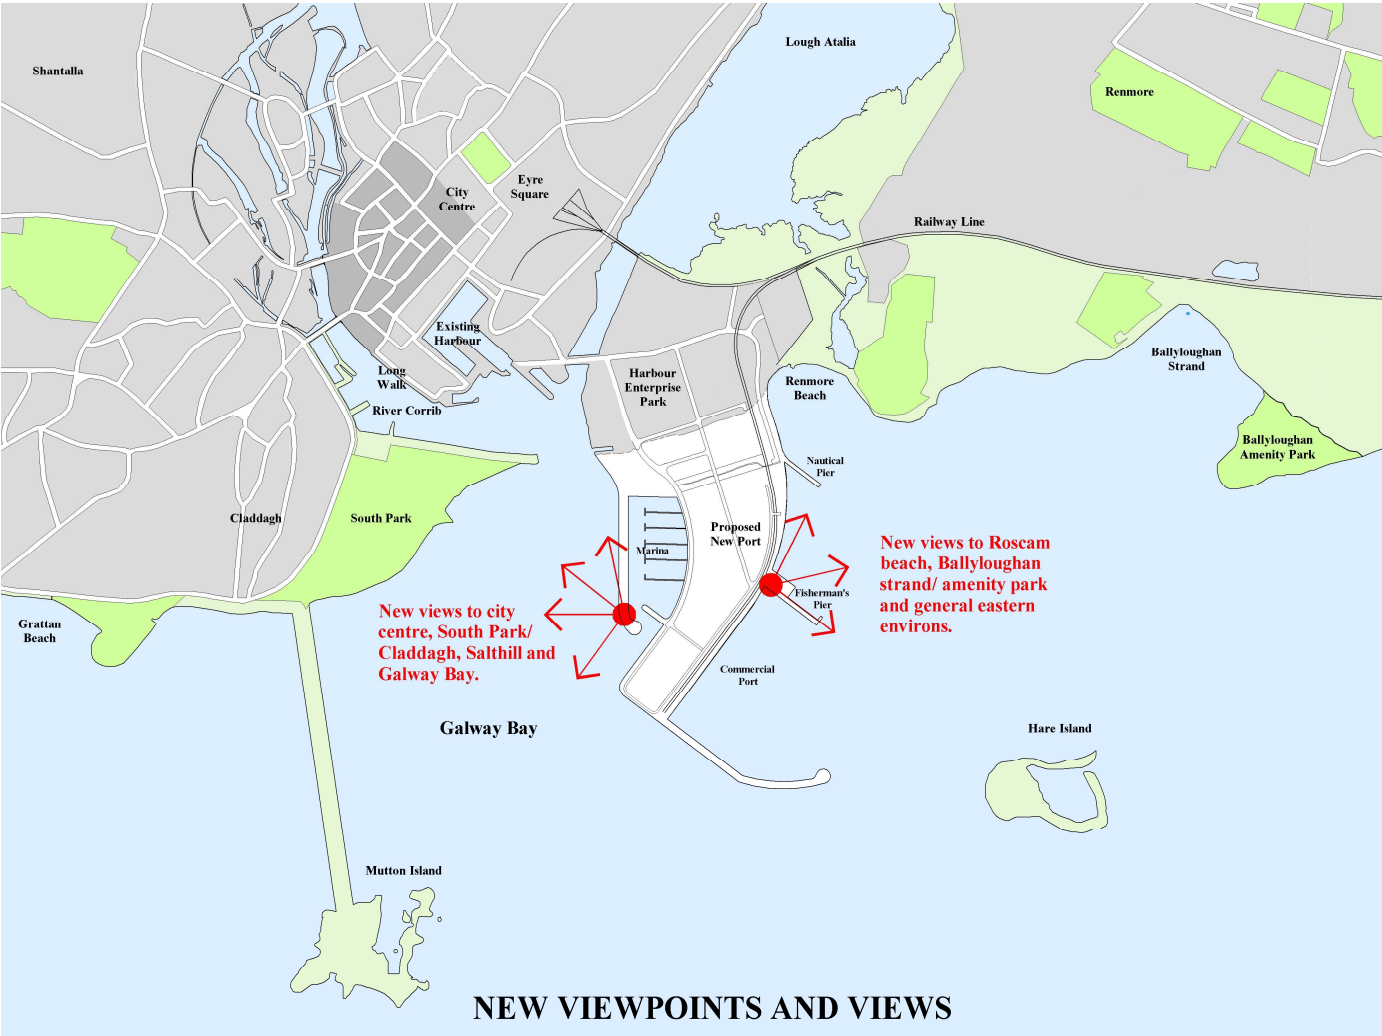 Lough Atalia
Shantalla
Renmore
Eyre
Square
City
Centre
Railway Line
Existing
Harbour
Long
Walk
River Corrib
Harbour
Enterprise
Park
Renmore
Beach
Ballyloughan
Strand
Ballyloughan
Amenity Park
Nautical
Pier
Claddagh
South Park
Marina
Proposed
New Port
Fisherman's
Pier
New views to Roscam
beach, Ballyloughan
strand/ amenity park
and general eastern
environs.
New views to city
centre, South Park/
Claddagh, Salthill and
Galway Bay.
Grattan
Beach
Commercial
Port
Galway Bay
Hare Island
Mutton Island
NEW VIEWPOINTS AND VIEWS